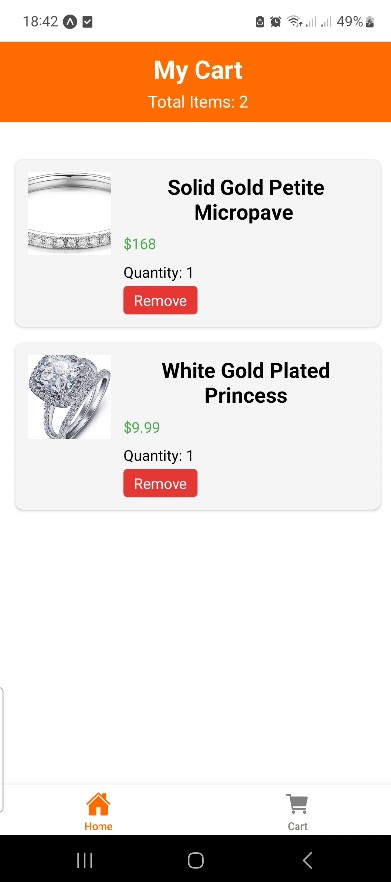 18:42
49%
My Cart
Total Items: 2
Solid Gold Petite
Micropave
$168
Quantity: 1
Remove
White Gold Plated
Princess
$9.99
Quantity: 1
Remove
Home
Cart